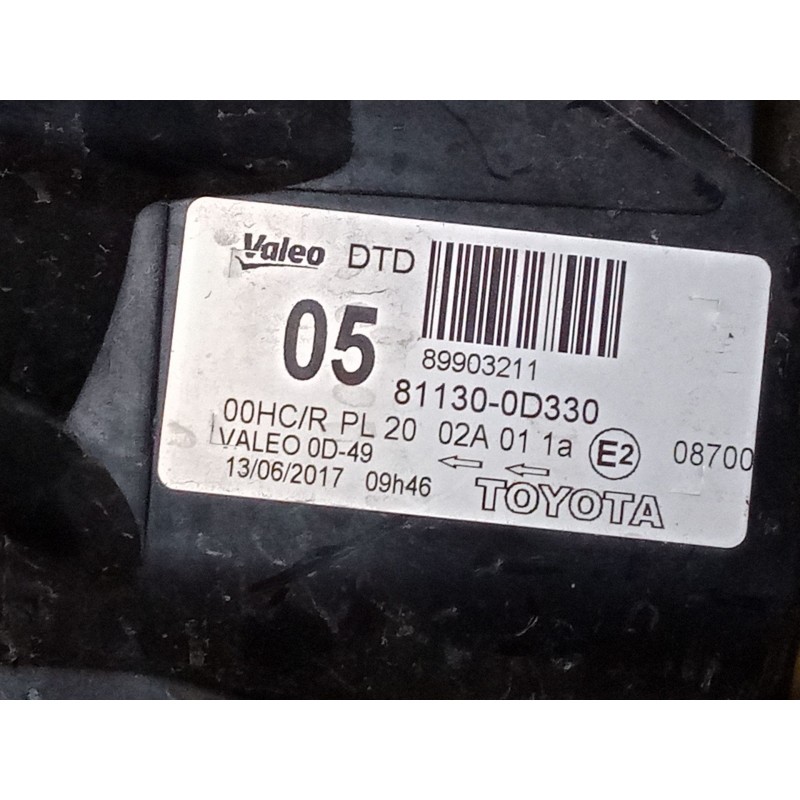 Valeo DTD
05
89903211
81130-0D330
00HC/R PL 20 02A 01 1a E2 08700
VALEO 0D-49
13/06/2017 09h46
TOYOTA